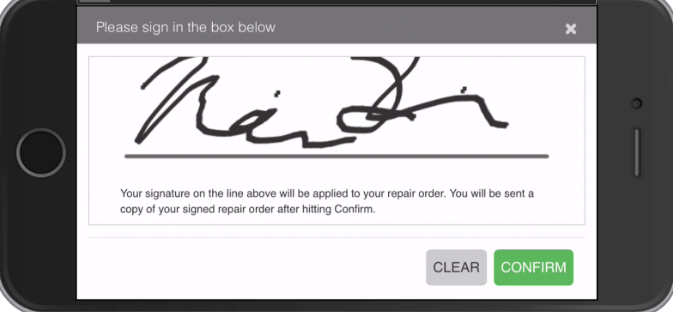 Please sign in the box below
Your signature on the line above will be applied to your repair order. You will be sent a
copy of your signed repair order after hitting Confirm.
CLEAR CONFIRM